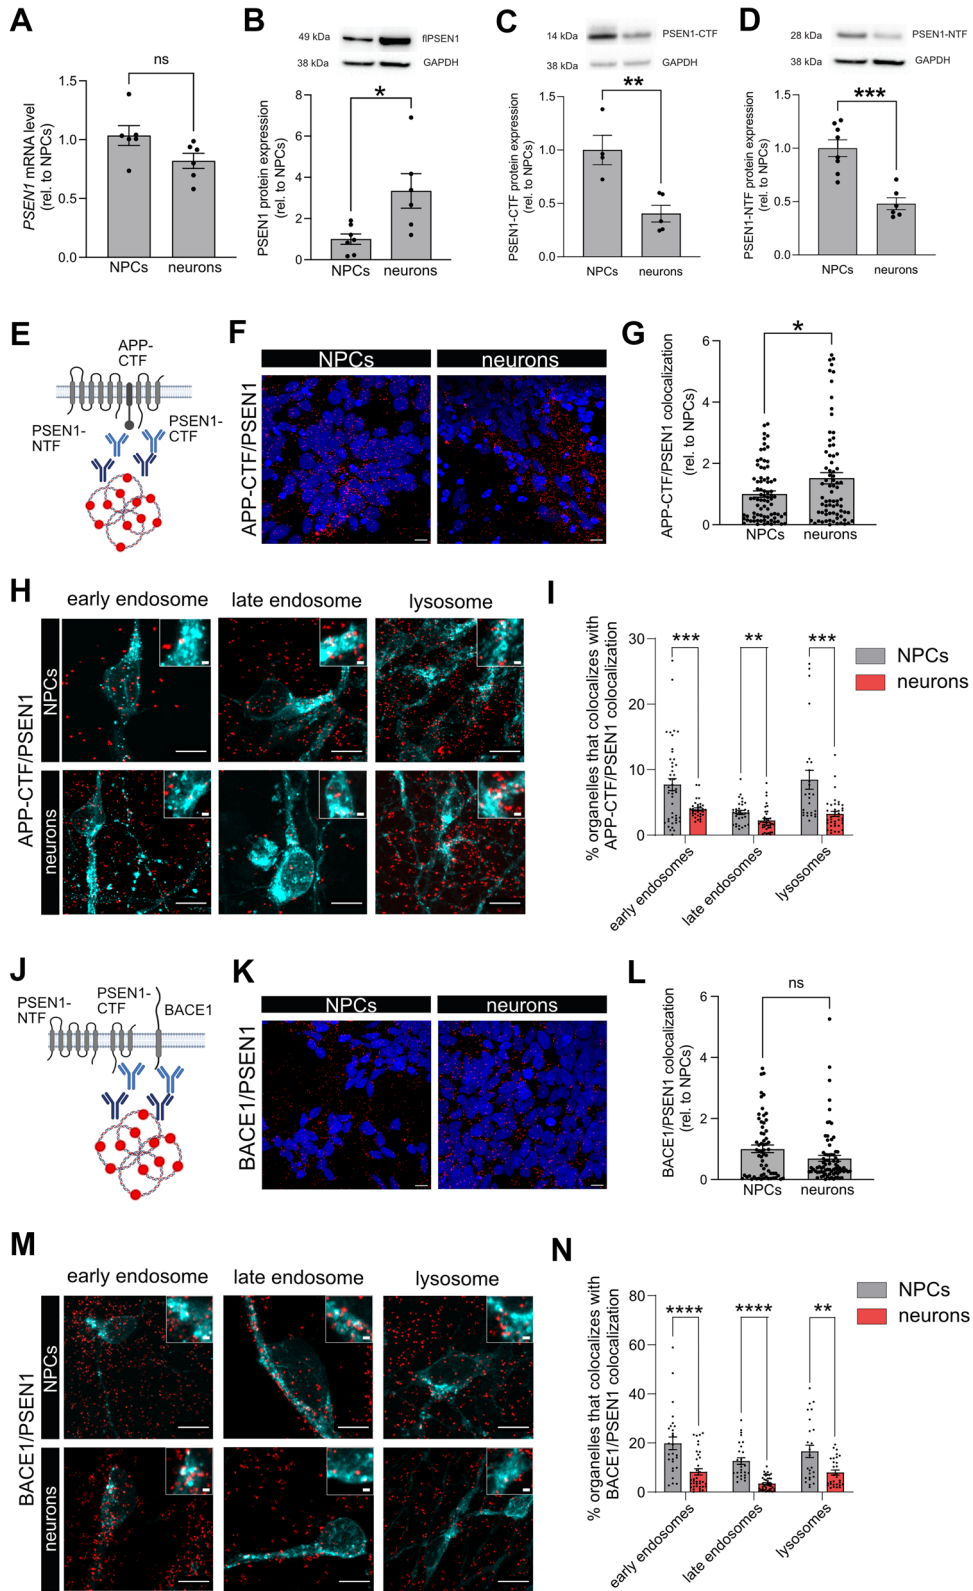 A
ns
PSEN1 mRNA level
(rel. to NPCs)
1.5
1.0
0.5
0.0
NPCs
neurons
B
49 kDa
flPSEN1
38 kDa
GAPDH
*
PSEN1 protein expression
(rel. to NPCs)
8
6
4
2
0
NPCs
neurons
C
14 kDa
PSEN1-CTF
38 kDa
GAPDH
**
PSEN1-CTF protein expression
(rel. to NPCs)
1.5
1.0
0.5
0.0
NPCs
neurons
D
28 kDa
PSEN1-NTF
38 kDa
GAPDH
***
PSEN1-NTF protein expression
(rel. to NPCs)
1.5
1.0
0.5
0.0
NPCs
neurons
E
APP-
CTF
PSEN1-
NTF
PSEN1-
CTF
F
NPCs
neurons
APP-CTF/PSEN1
G
*
APP-CTF/PSEN1 colocalization
(rel. to NPCs)
6
4
2
0
NPCs
neurons
H
early endosome
late endosome
lysosome
APP-CTF/PSEN1
NPCs
neurons
I
% organelles that colocalizes with
APP-CTF/PSEN1 colocalization
30
20
10
0
***
**
***
early endosomes
late endosomes
lysosomes
NPCs
neurons
J
PSEN1-
NTF
PSEN1-
CTF
BACE1
K
NPCs
neurons
BACE1/PSEN1
L
ns
BACE1/PSEN1 colocalization
(rel. to NPCs)
6
4
2
0
NPCs
neurons
M
early endosome
late endosome
lysosome
BACE1/PSEN1
NPCs
neurons
N
% organelles that colocalizes with
BACE1/PSEN1 colocalization
80
60
40
20
0
****
****
**
early endosomes
late endosomes
lysosomes
NPCs
neurons